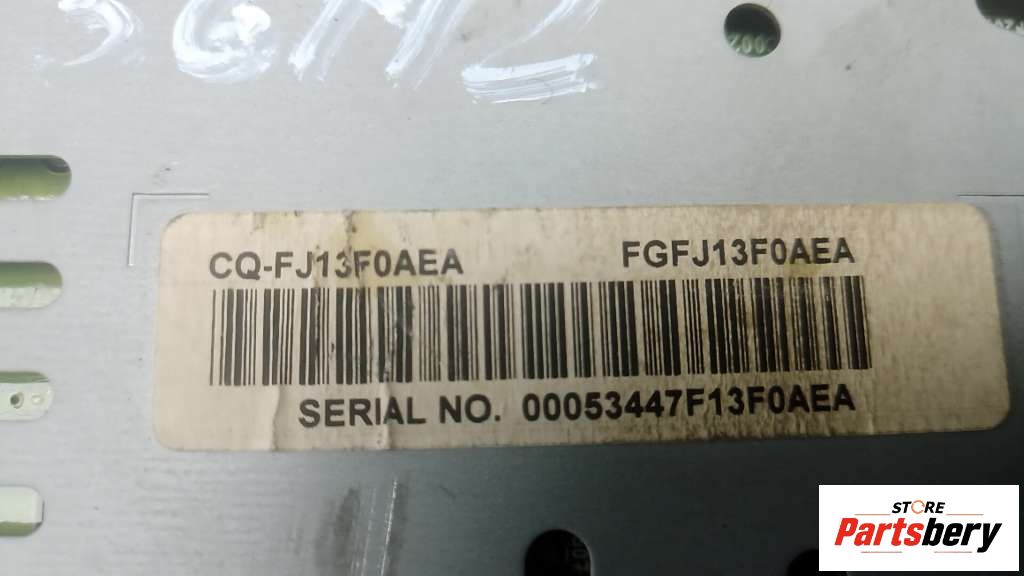 CQ-FJ13F0AEA FGFJ13F0AEA
SERIAL NO. 00053447F13F0AEA
STORE
Partsbery